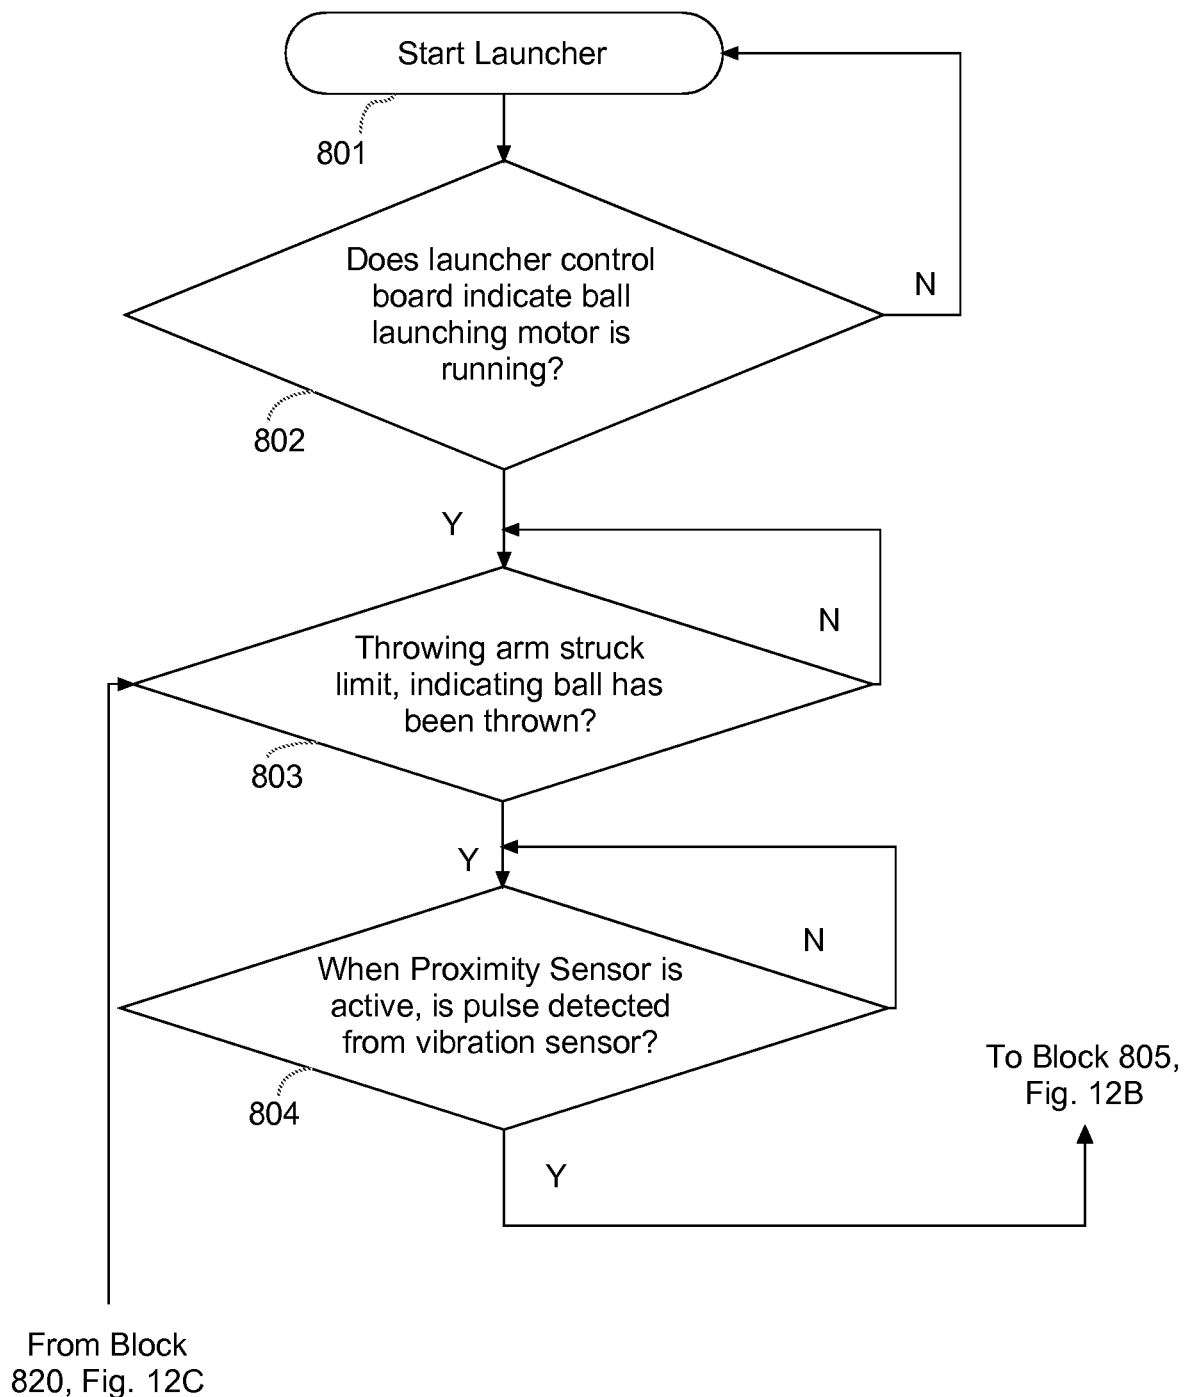 Start Launcher
801
Does launcher control
board indicate ball
launching motor is
running?
N
802
Y
N
Throwing arm struck
limit, indicating ball has
been thrown?
803
Y
N
When Proximity Sensor is
active, is pulse detected
from vibration sensor?
804
To Block 805,
Fig. 12B
Y
From Block
820, Fig. 12C